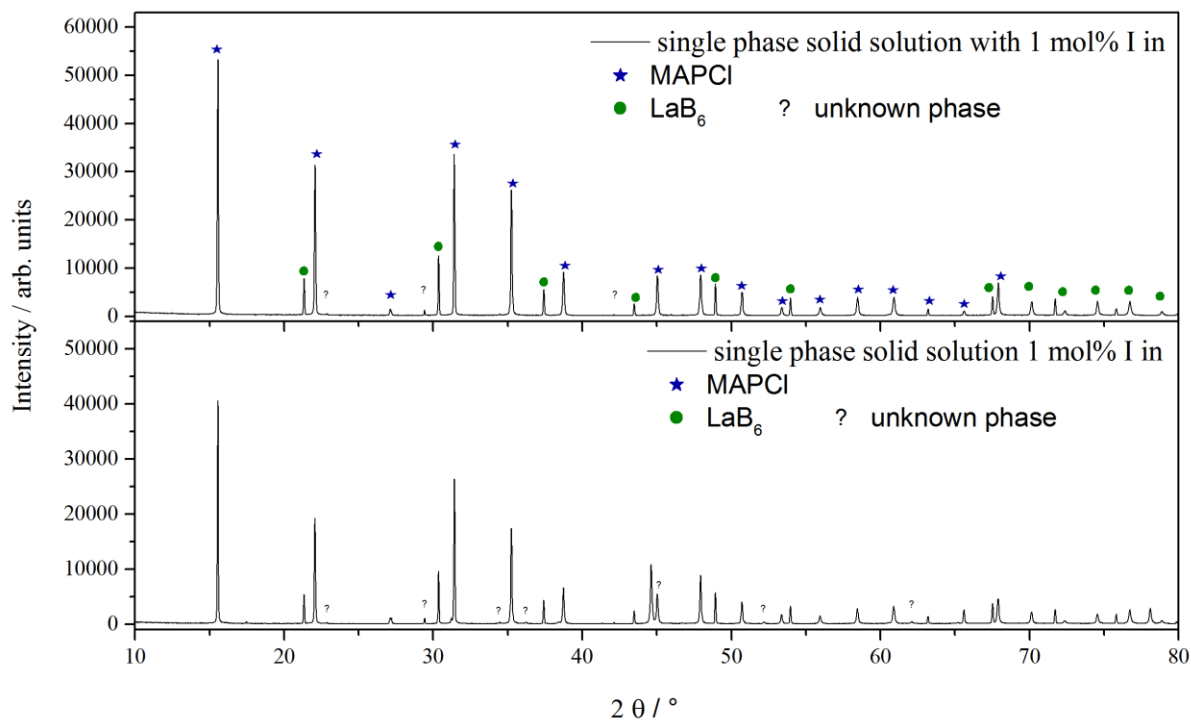 60000
50000
40000
30000
20000
10000
0
single phase solid solution with 1 mol% I in
MAPCl
LaB6 ? unknown phase
? ? ?
Intensity / arb. units
50000
40000
30000
20000
10000
0
single phase solid solution 1 mol% I in
MAPCl
LaB6 ? unknown phase
? ? ? ? ? ? ?
10 20 30 40 50 60 70 80
2 θ / °